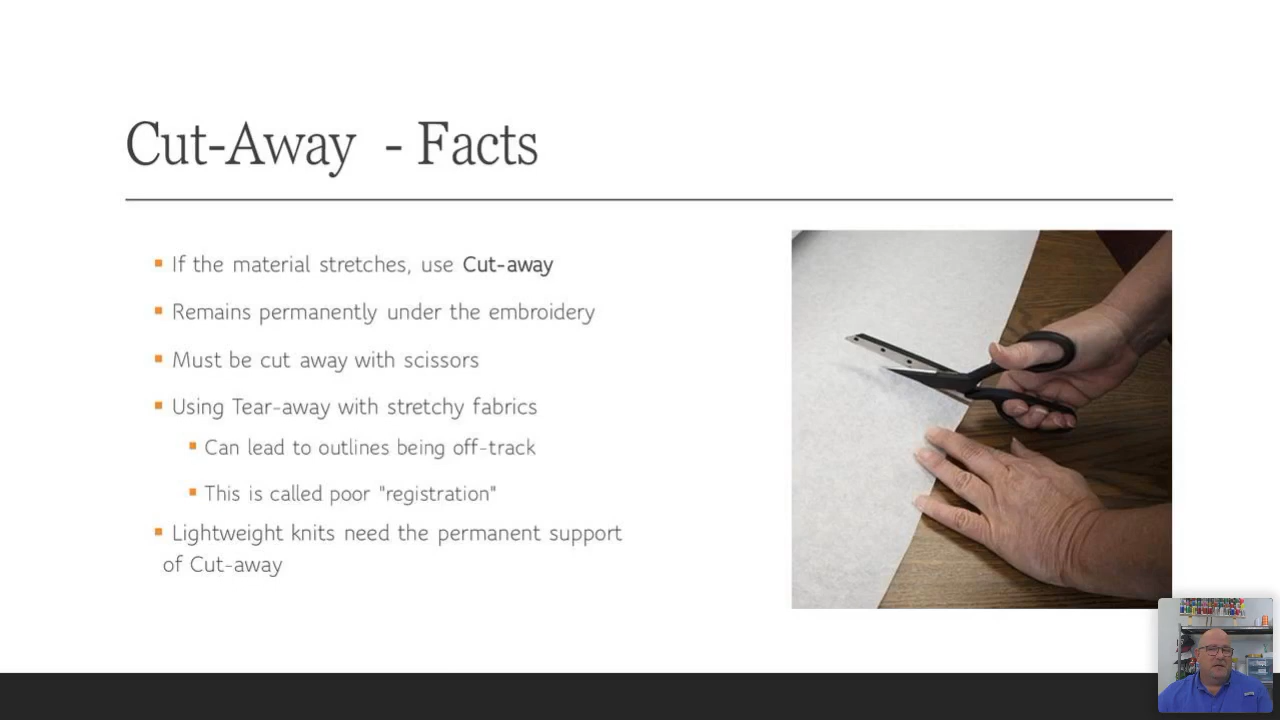 Cut-Away - Facts
If the material stretches, use Cut-away
Remains permanently under the embroidery
Must be cut away with scissors
Using Tear-away with stretchy fabrics
Can lead to outlines being off-track
This is called poor "registration"
Lightweight knits need the permanent support
of Cut-away